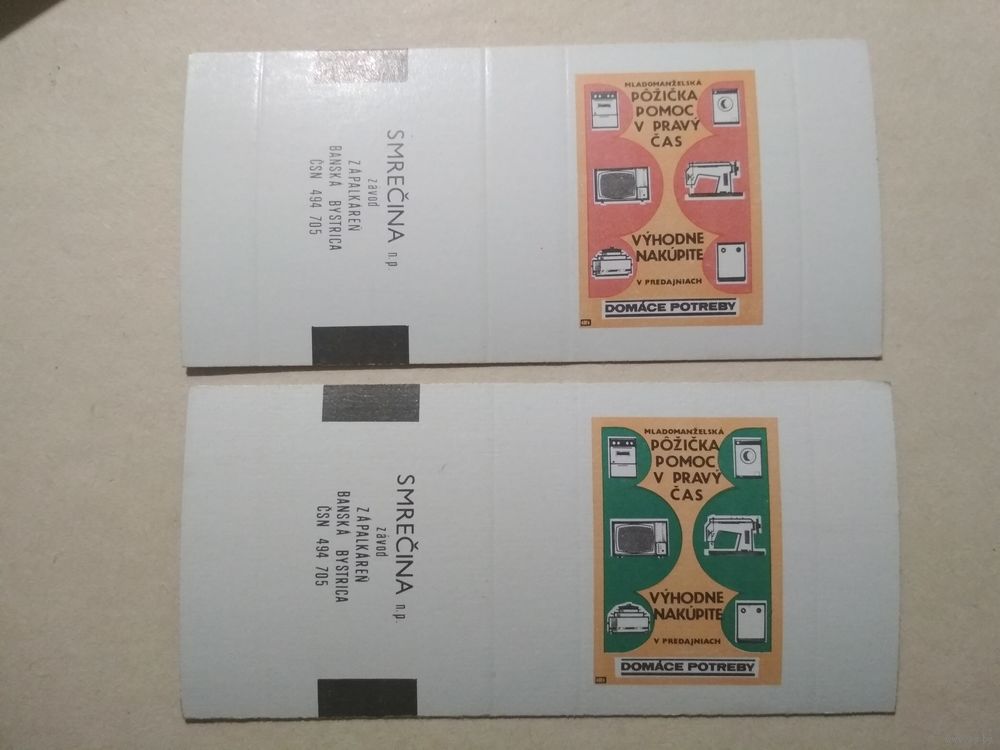 SMREČINA n.p.
závod
ZÁPALKÁREŇ
BANSKÁ BYSTRICA
ČSN 494 705
MLADOMANŽELSKÁ
PÔŽIČKA
POMOC
V PRAVÝ
ČAS
VÝHODNE
NAKÚPITE
V PREDAJNIACH
DOMÁCE POTREBY
SMREČINA n.p.
závod
ZÁPALKÁREŇ
BANSKÁ BYSTRICA
ČSN 494 705
MLADOMANŽELSKÁ
PÔŽIČKA
POMOC
V PRAVÝ
ČAS
VÝHODNE
NAKÚPITE
V PREDAJNIACH
DOMÁCE POTREBY